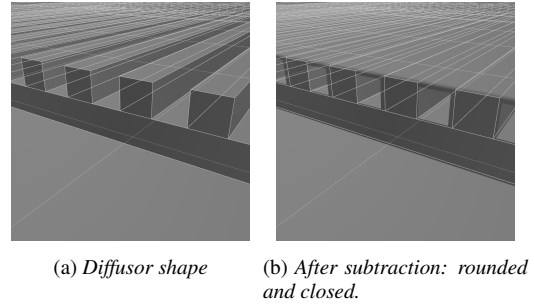 (a) Diffusor shape
(b) After subtraction: rounded
and closed.